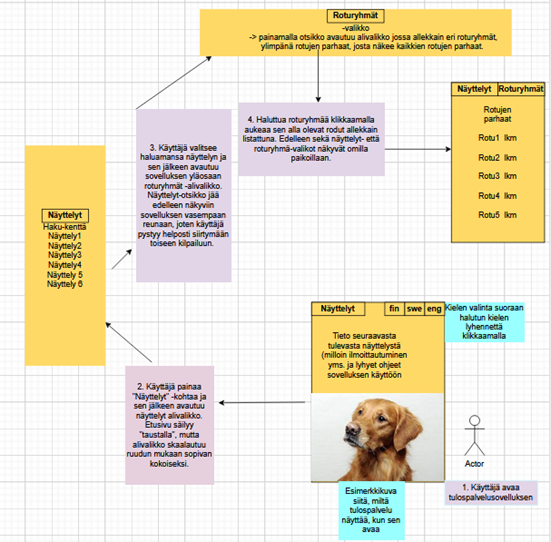 Roturyhmät
-valikko
-> painamalla otsikko avautuu alivalikko jossa allekkain eri roturyhmät,
ylimpänä rotujen parhaat, josta näkee kaikkien rotujen parhaat.
Näyttelyt
Haku-kenttä
Näyttely1
Näyttely2
Näyttely3
Näyttely4
Näyttely 5
Näyttely 6
3. Käyttäjä valitsee
haluamansa näyttelyn ja
sen jälkeen avautuu
sovelluksen yläosaan
roturyhmät -alivalikko.
Näyttelyt-otsikko jää
edelleen näkyviin
sovelluksen vasempaan
reunaan, joten käyttäjä
pystyy helposti siirtymään
toiseen kilpailuun.
4. Haluttua roturyhmää klikkaamalla
aukeaa sen alla olevat rodut allekkain
listattuna. Edelleen sekä näyttelyt- että
roturyhmä-valikot näkyvät omilla
paikoillaan.
Näyttelyt Roturyhmät
Rotujen
parhaat
Rotu1 lkm
Rotu2 lkm
Rotu3 lkm
Rotu4 lkm
Rotu5 lkm
2. Käyttäjä painaa
"Näyttelyt" -kohtaa ja
sen jälkeen avautuu
näyttelyt alivalikko.
Etusivu säilyy
"taustalla", mutta
alivalikko skaalautuu
ruudun mukaan sopivan
kokoiseksi.
Näyttelyt fin swe eng
Tieto seuraavasta
tulevasta näyttelystä
(milloin ilmoittautuminen
yms. ja lyhyet ohjeet
sovelluksen käyttöön
Kielen valinta suoraan
halutun kielen
lyhennettä
klikkaamalla
Esimerkkikuva
siitä, miltä
tulospalvelu
näyttää, kun sen
avaa
Actor
1. Käyttäjä avaa
tulospalvelusovelluksen